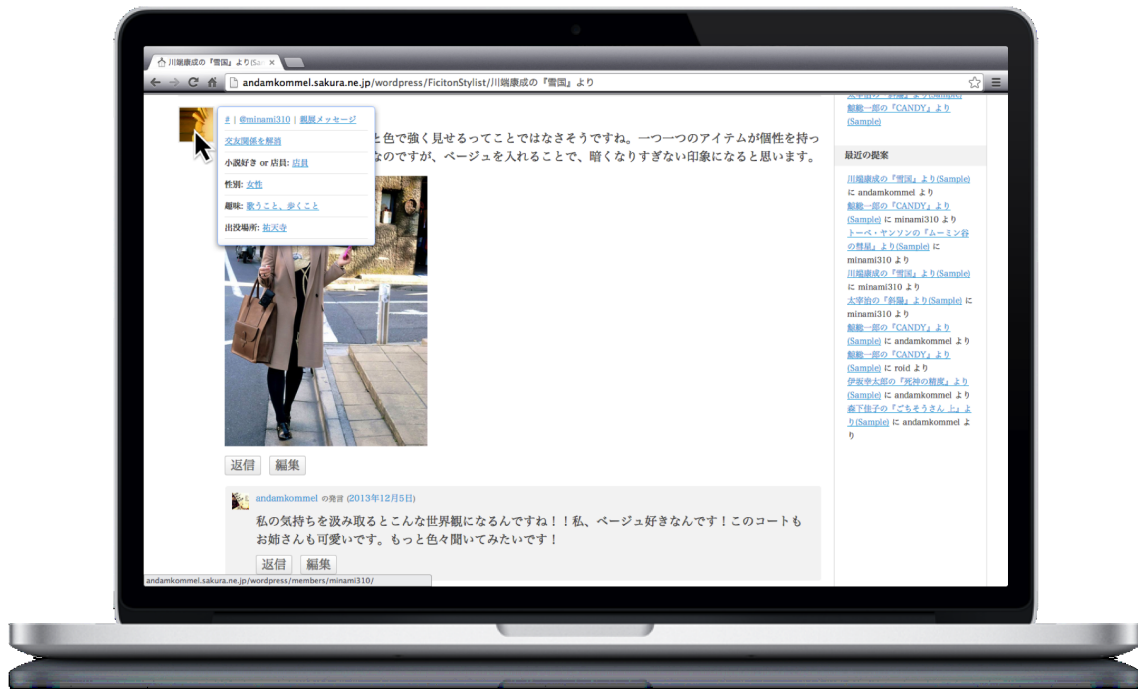 川端康成の『雪国』より(Sa
andamkommel.sakura.ne.jp/wordpress/FicitonStylist/川端康成の『雪国』より
# | @minami310 | 親展メッセージ
交友関係を解消
小説好き or 店員: 店員
性別: 女性
趣味: 歌うこと、歩くこと
出没場所: 祐天寺
と色で強く見せるってことではなさそうですね。一つ一つのアイテムが個性を持っ
なのですが、ベージュを入れることで、暗くなりすぎない印象になると思います。
返信 編集
andamkommel の発言 (2013年12月5日)
私の気持ちを汲み取るとこんな世界観になるんですね！！私、ベージュ好きなんです！このコートも
お姉さんも可愛いです。もっと色々聞いてみたいです！
返信 編集
andamkommel.sakura.ne.jp/wordpress/members/minami310/
太宰治の『斜陽』より(Sample)
鯨統一郎の『CANDY』より
(Sample)
最近の提案
川端康成の『雪国』より(Sample)
に andamkommel より
鯨統一郎の『CANDY』より
(Sample) に minami310 より
トーベ・ヤンソンの『ムーミン谷
の彗星』より(Sample) に
minami310 より
川端康成の『雪国』より(Sample)
に minami310 より
太宰治の『斜陽』より(Sample) に
minami310 より
鯨統一郎の『CANDY』より
(Sample) に andamkommel より
鯨統一郎の『CANDY』より
(Sample) に roid より
伊坂幸太郎の『死神の精度』より
(Sample) に andamkommel より
森下佳子の『ごちそうさん 上』よ
り(Sample) に andamkommel よ
り